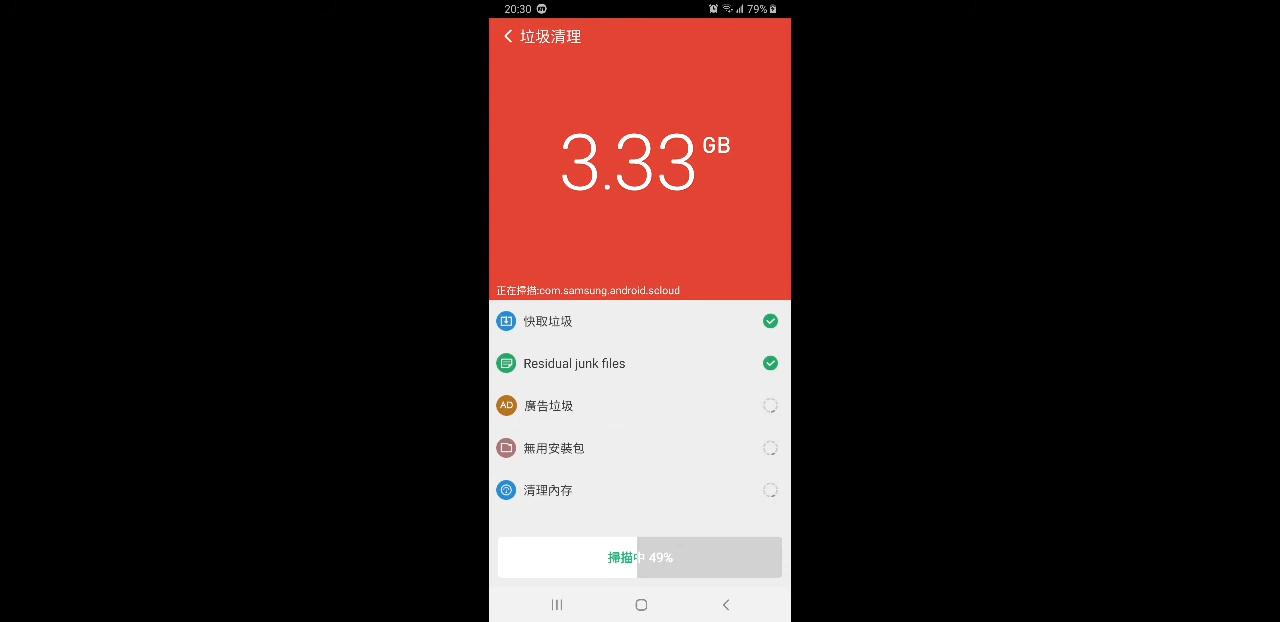 20:30 79%
垃圾清理
3.33 GB
正在掃描:com.samsung.android.scloud
快取垃圾
Residual junk files
AD 廣告垃圾
無用安裝包
清理內存
掃描中 49%